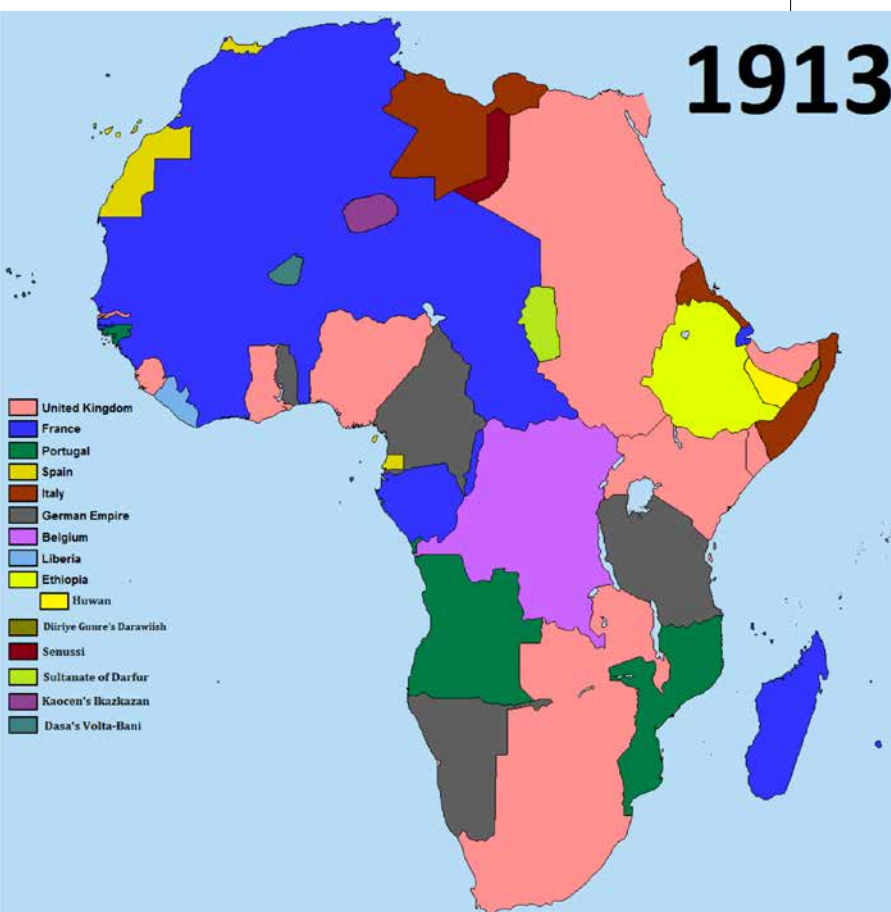 1913
United Kingdom
France
Portugal
Spain
Italy
German Empire
Belgium
Liberia
Ethiopia
Huwan
Diiriye Guure's Darawiish
Senussi
Sultanate of Darfur
Kaocen's Ikazkazan
Dasa's Volta-Bani